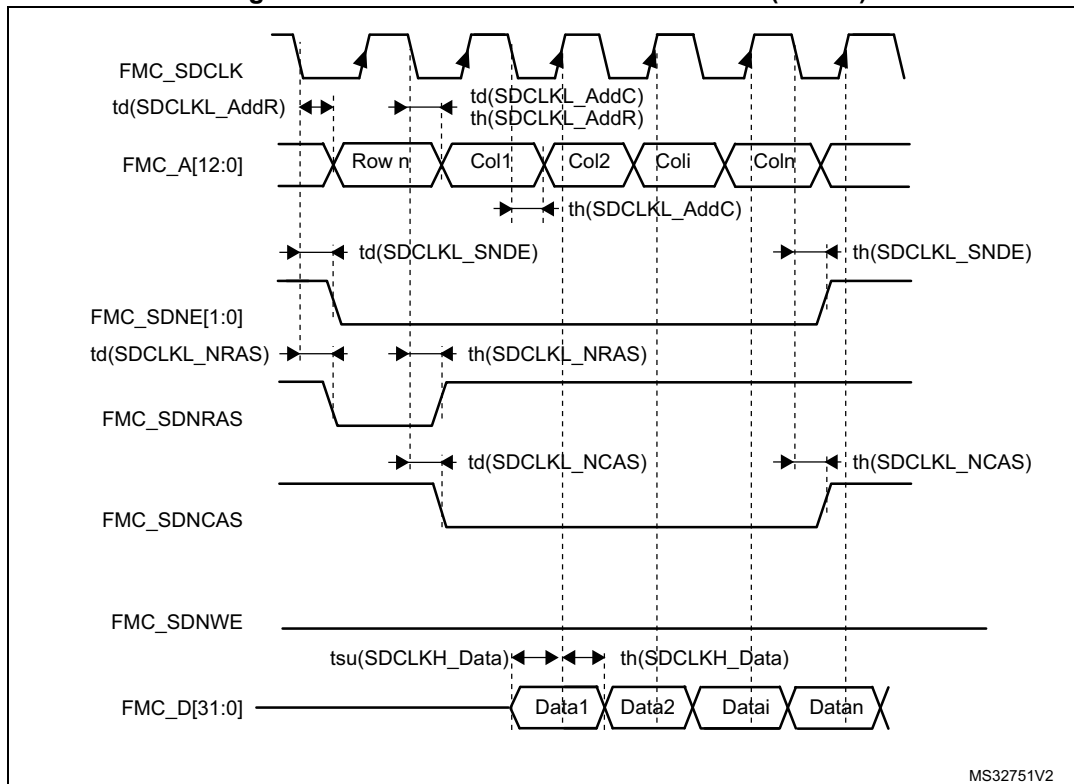 FMC_SDCLK
td(SDCLKL_AddR)
td(SDCLKL_AddC)
th(SDCLKL_AddR)
FMC_A[12:0]
Row n
Col1
Col2
Coli
Coln
th(SDCLKL_AddC)
td(SDCLKL_SNDE)
th(SDCLKL_SNDE)
FMC_SDNE[1:0]
td(SDCLKL_NRAS)
th(SDCLKL_NRAS)
FMC_SDNRAS
td(SDCLKL_NCAS)
th(SDCLKL_NCAS)
FMC_SDNCAS
FMC_SDNWE
tsu(SDCLKH_Data)
th(SDCLKH_Data)
FMC_D[31:0]
Data1
Data2
Datai
Datan
MS32751V2